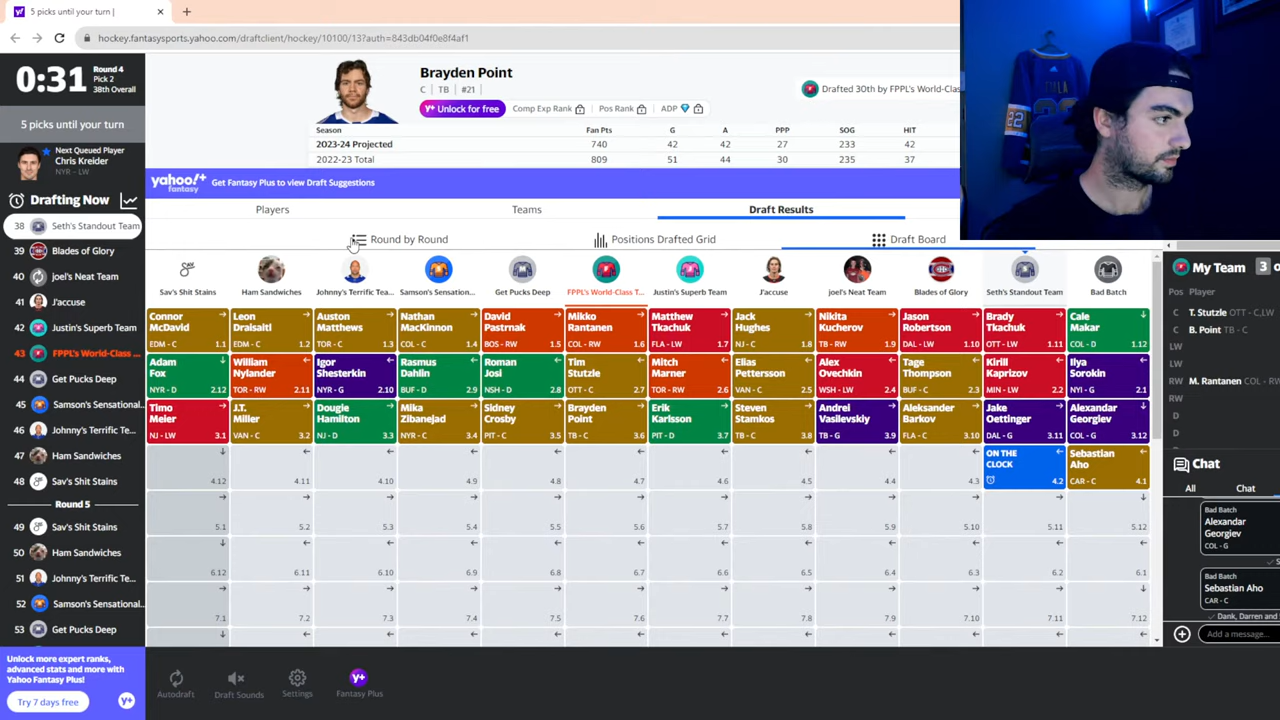 5 picks until your turn |
hockey.fantasysports.yahoo.com/draftclient/hockey/10100/13?auth=843db04f0e8f4af1
0:31
Round 4
Pick 2
38th Overall
5 picks until your turn
Next Queued Player
Chris Kreider
NYR - LW
Drafting Now
38 Seth's Standout Team
39 Blades of Glory
40 joel's Neat Team
41 J'accuse
42 Justin's Superb Team
43 FPPL's World-Class ...
44 Get Pucks Deep
45 Samson's Sensational...
46 Johnny's Terrific Te...
47 Ham Sandwiches
48 Sav's Shit Stains
Round 5
49 Sav's Shit Stains
50 Ham Sandwiches
51 Johnny's Terrific Te...
52 Samson's Sensational...
53 Get Pucks Deep
Unlock more expert ranks,
advanced stats and more with
Yahoo Fantasy Plus!
Try 7 days free
y+
Brayden Point
C | TB | #21 |
y+ Unlock for free Comp Exp Rank Pos Rank ADP
Drafted 30th by FPPL's World-Clas
Season Fan Pts G A PPP SOG HIT
2023-24 Projected 740 42 42 27 233 42
2022-23 Total 809 51 44 30 235 37
yahoo!+
fantasy
Get Fantasy Plus to view Draft Suggestions
Players Teams Draft Results
Round by Round Positions Drafted Grid Draft Board
Sav's Shit Stains Ham Sandwiches Johnny's Terrific Tea... Samson's Sensation... Get Pucks Deep FPPL's World-Class T... Justin's Superb Team J'accuse joel's Neat Team Blades of Glory Seth's Standout Team Bad Batch
Connor Leon Auston Nathan David Mikko Matthew Jack Nikita Jason Brady Cale
McDavid Draisaitl Matthews MacKinnon Pastrnak Rantanen Tkachuk Hughes Kucherov Robertson Tkachuk Makar
EDM - C 1.1 EDM - C 1.2 TOR - C 1.3 COL - C 1.4 BOS - RW 1.5 COL - RW 1.6 FLA - LW 1.7 NJ - C 1.8 TB - RW 1.9 DAL - LW 1.10 OTT - LW 1.11 COL - D 1.12
Adam William Igor Rasmus Roman Tim Mitch Elias Alex Tage Kirill Ilya
Fox Nylander Shesterkin Dahlin Josi Stutzle Marner Pettersson Ovechkin Thompson Kaprizov Sorokin
NYR - D 2.12 TOR - RW 2.11 NYR - G 2.10 BUF - D 2.9 NSH - D 2.8 OTT - C 2.7 TOR - RW 2.6 VAN - C 2.5 WSH - LW 2.4 BUF - C 2.3 MIN - LW 2.2 NYI - G 2.1
Timo J.T. Dougie Mika Sidney Brayden Erik Steven Andrei Aleksander Jake Alexandar
Meier Miller Hamilton Zibanejad Crosby Point Karlsson Stamkos Vasilevskiy Barkov Oettinger Georgiev
NJ - LW 3.1 VAN - C 3.2 NJ - D 3.3 NYR - C 3.4 PIT - C 3.5 TB - C 3.6 PIT - D 3.7 TB - C 3.8 TB - G 3.9 FLA - C 3.10 DAL - G 3.11 COL - G 3.12
ON THE Sebastian
CLOCK Aho
4.12 4.11 4.10 4.9 4.8 4.7 4.6 4.5 4.4 4.3 4.2 CAR - C 4.1
5.1 5.2 5.3 5.4 5.5 5.6 5.7 5.8 5.9 5.10 5.11 5.12
6.12 6.11 6.10 6.9 6.8 6.7 6.6 6.5 6.4 6.3 6.2 6.1
7.1 7.2 7.3 7.4 7.5 7.6 7.7 7.8 7.9 7.10 7.11 7.12
My Team 3 o
Pos Player
C T. Stutzle OTT - C, LW
C B. Point TB - C
LW
LW
RW M. Rantanen COL - C,
RW
D
D
Chat
All Chat
Bad Batch
Alexandar
Georgiev
COL - G
Bad Batch
Sebastian Aho
CAR - C
Dank, Darren and
Add a message...
Autodraft Draft Sounds Settings Fantasy Plus